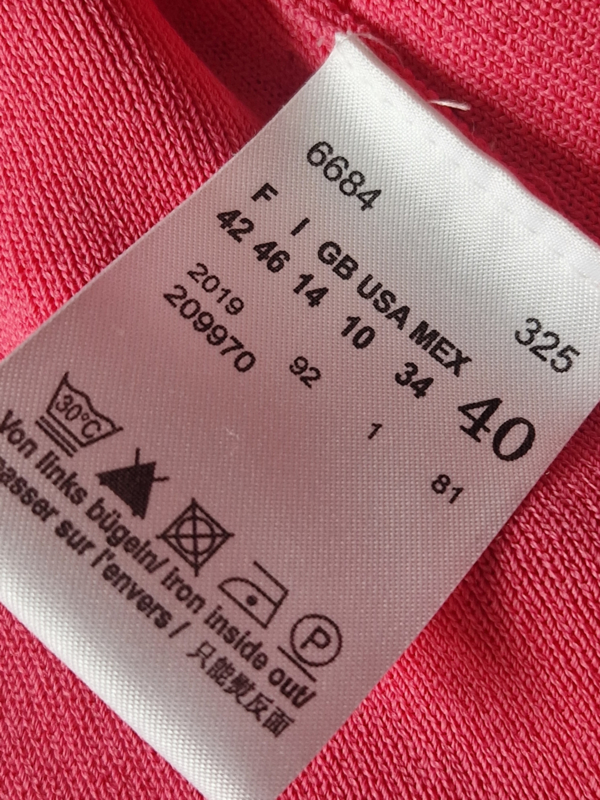 6684 325
F I GB USA MEX
42 46 14 10 34 40
2019 92 1 81
209970
30°C
P
Von links bügeln/ iron inside out/
passer sur l'envers / 只能熨反面